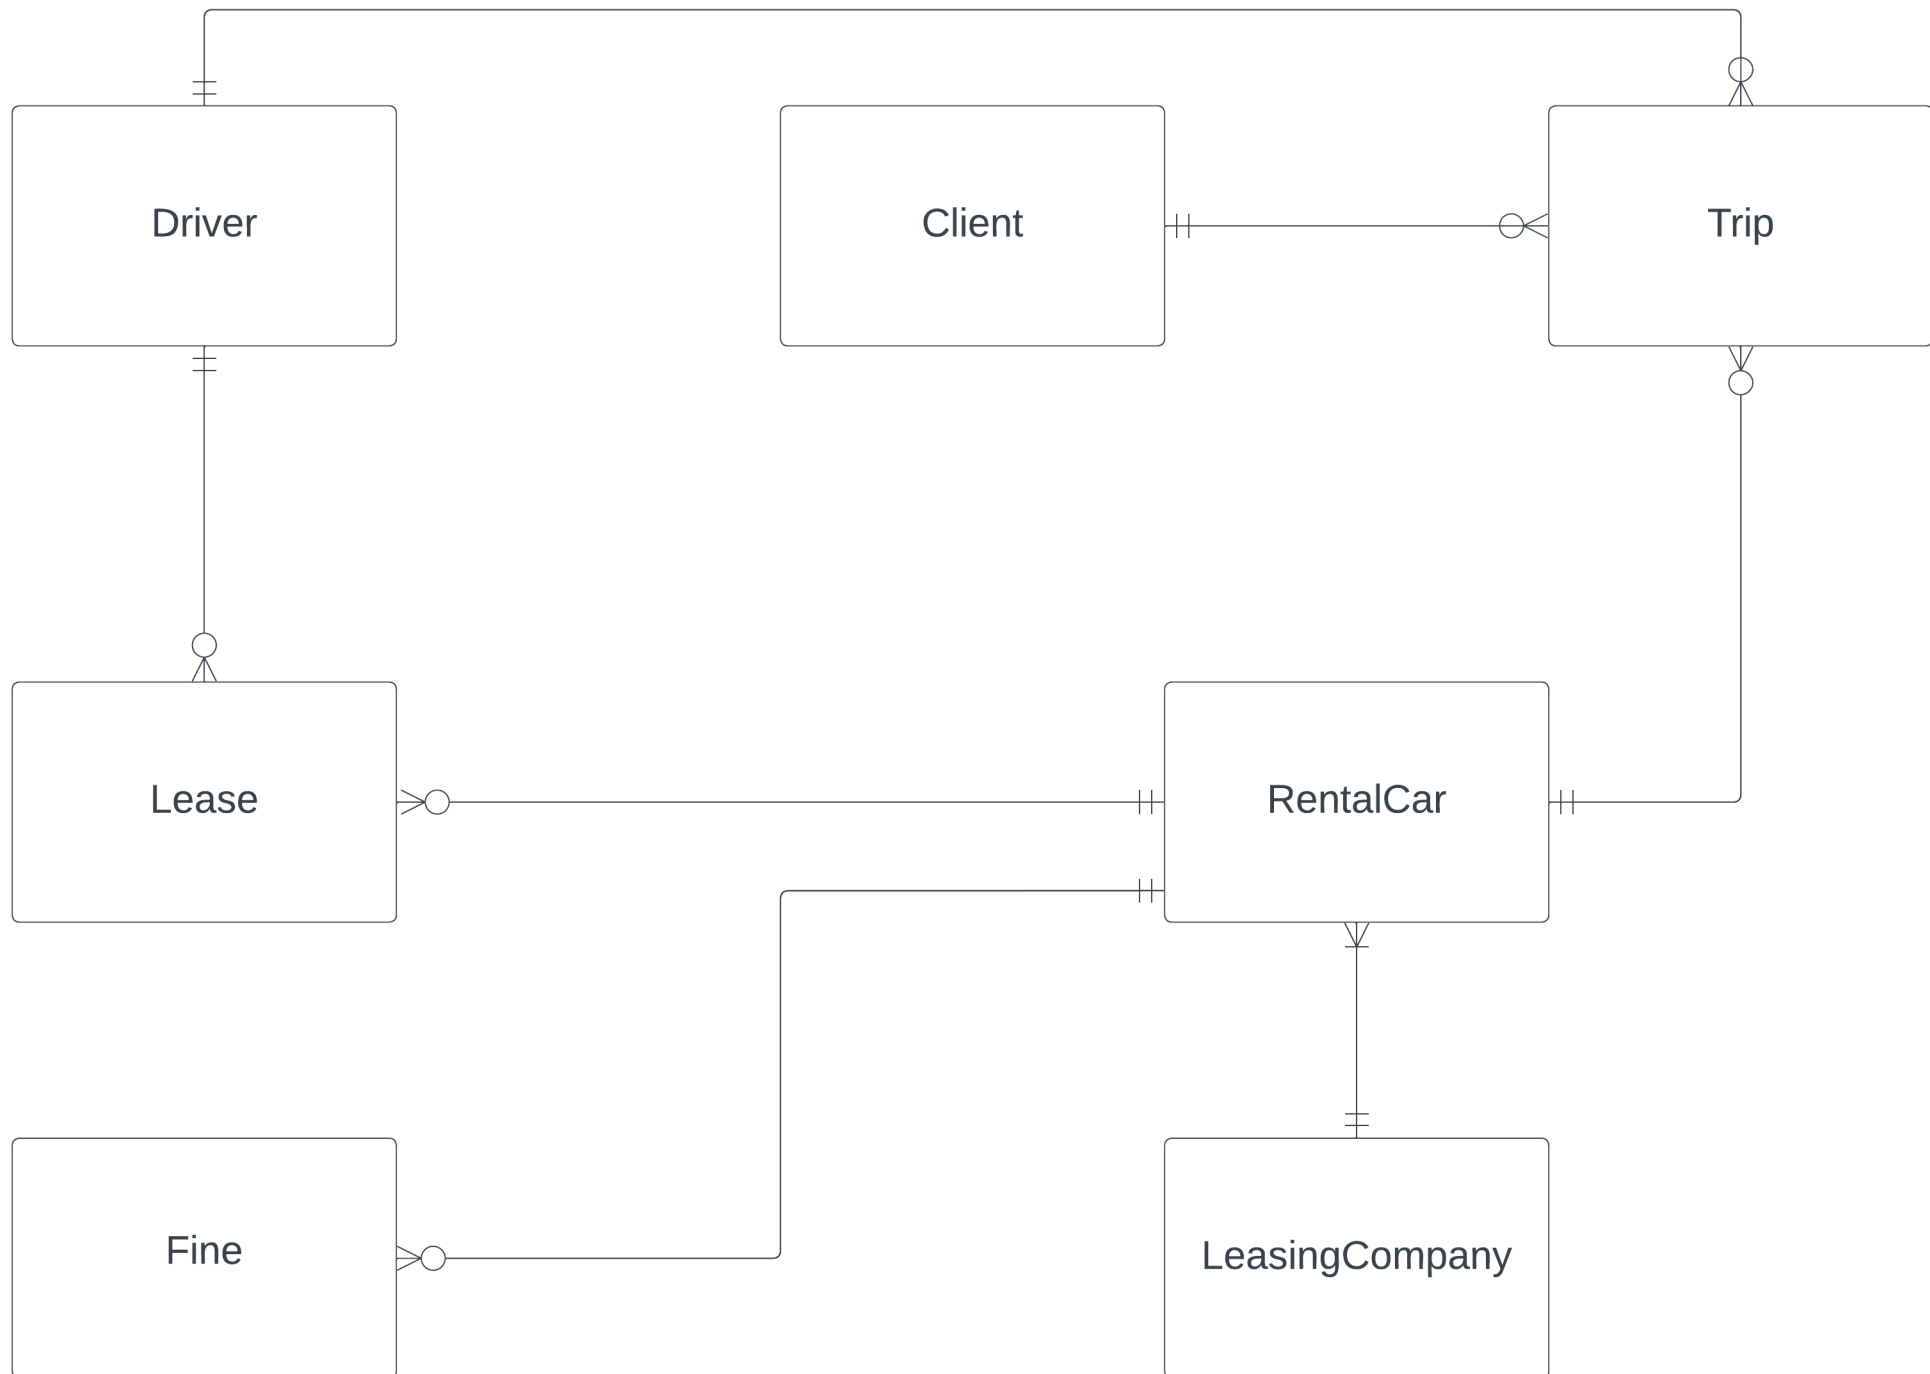 Driver
Client
Trip
Lease
RentalCar
Fine
LeasingCompany